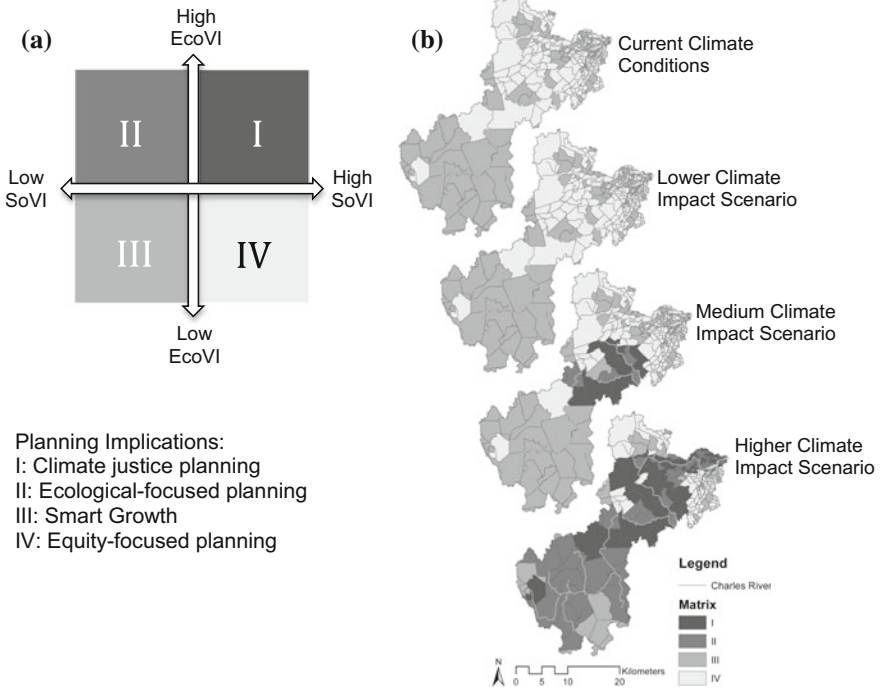 (a)
High
EcoVI
II
I
Low
SoVI
High
SoVI
III
IV
Low
EcoVI
Planning Implications:
I: Climate justice planning
II: Ecological-focused planning
III: Smart Growth
IV: Equity-focused planning
(b)
Current Climate
Conditions
Lower Climate
Impact Scenario
Medium Climate
Impact Scenario
Higher Climate
Impact Scenario
Legend
Charles River
Matrix
I
II
III
IV
N
Kilometers
0 5 10 20